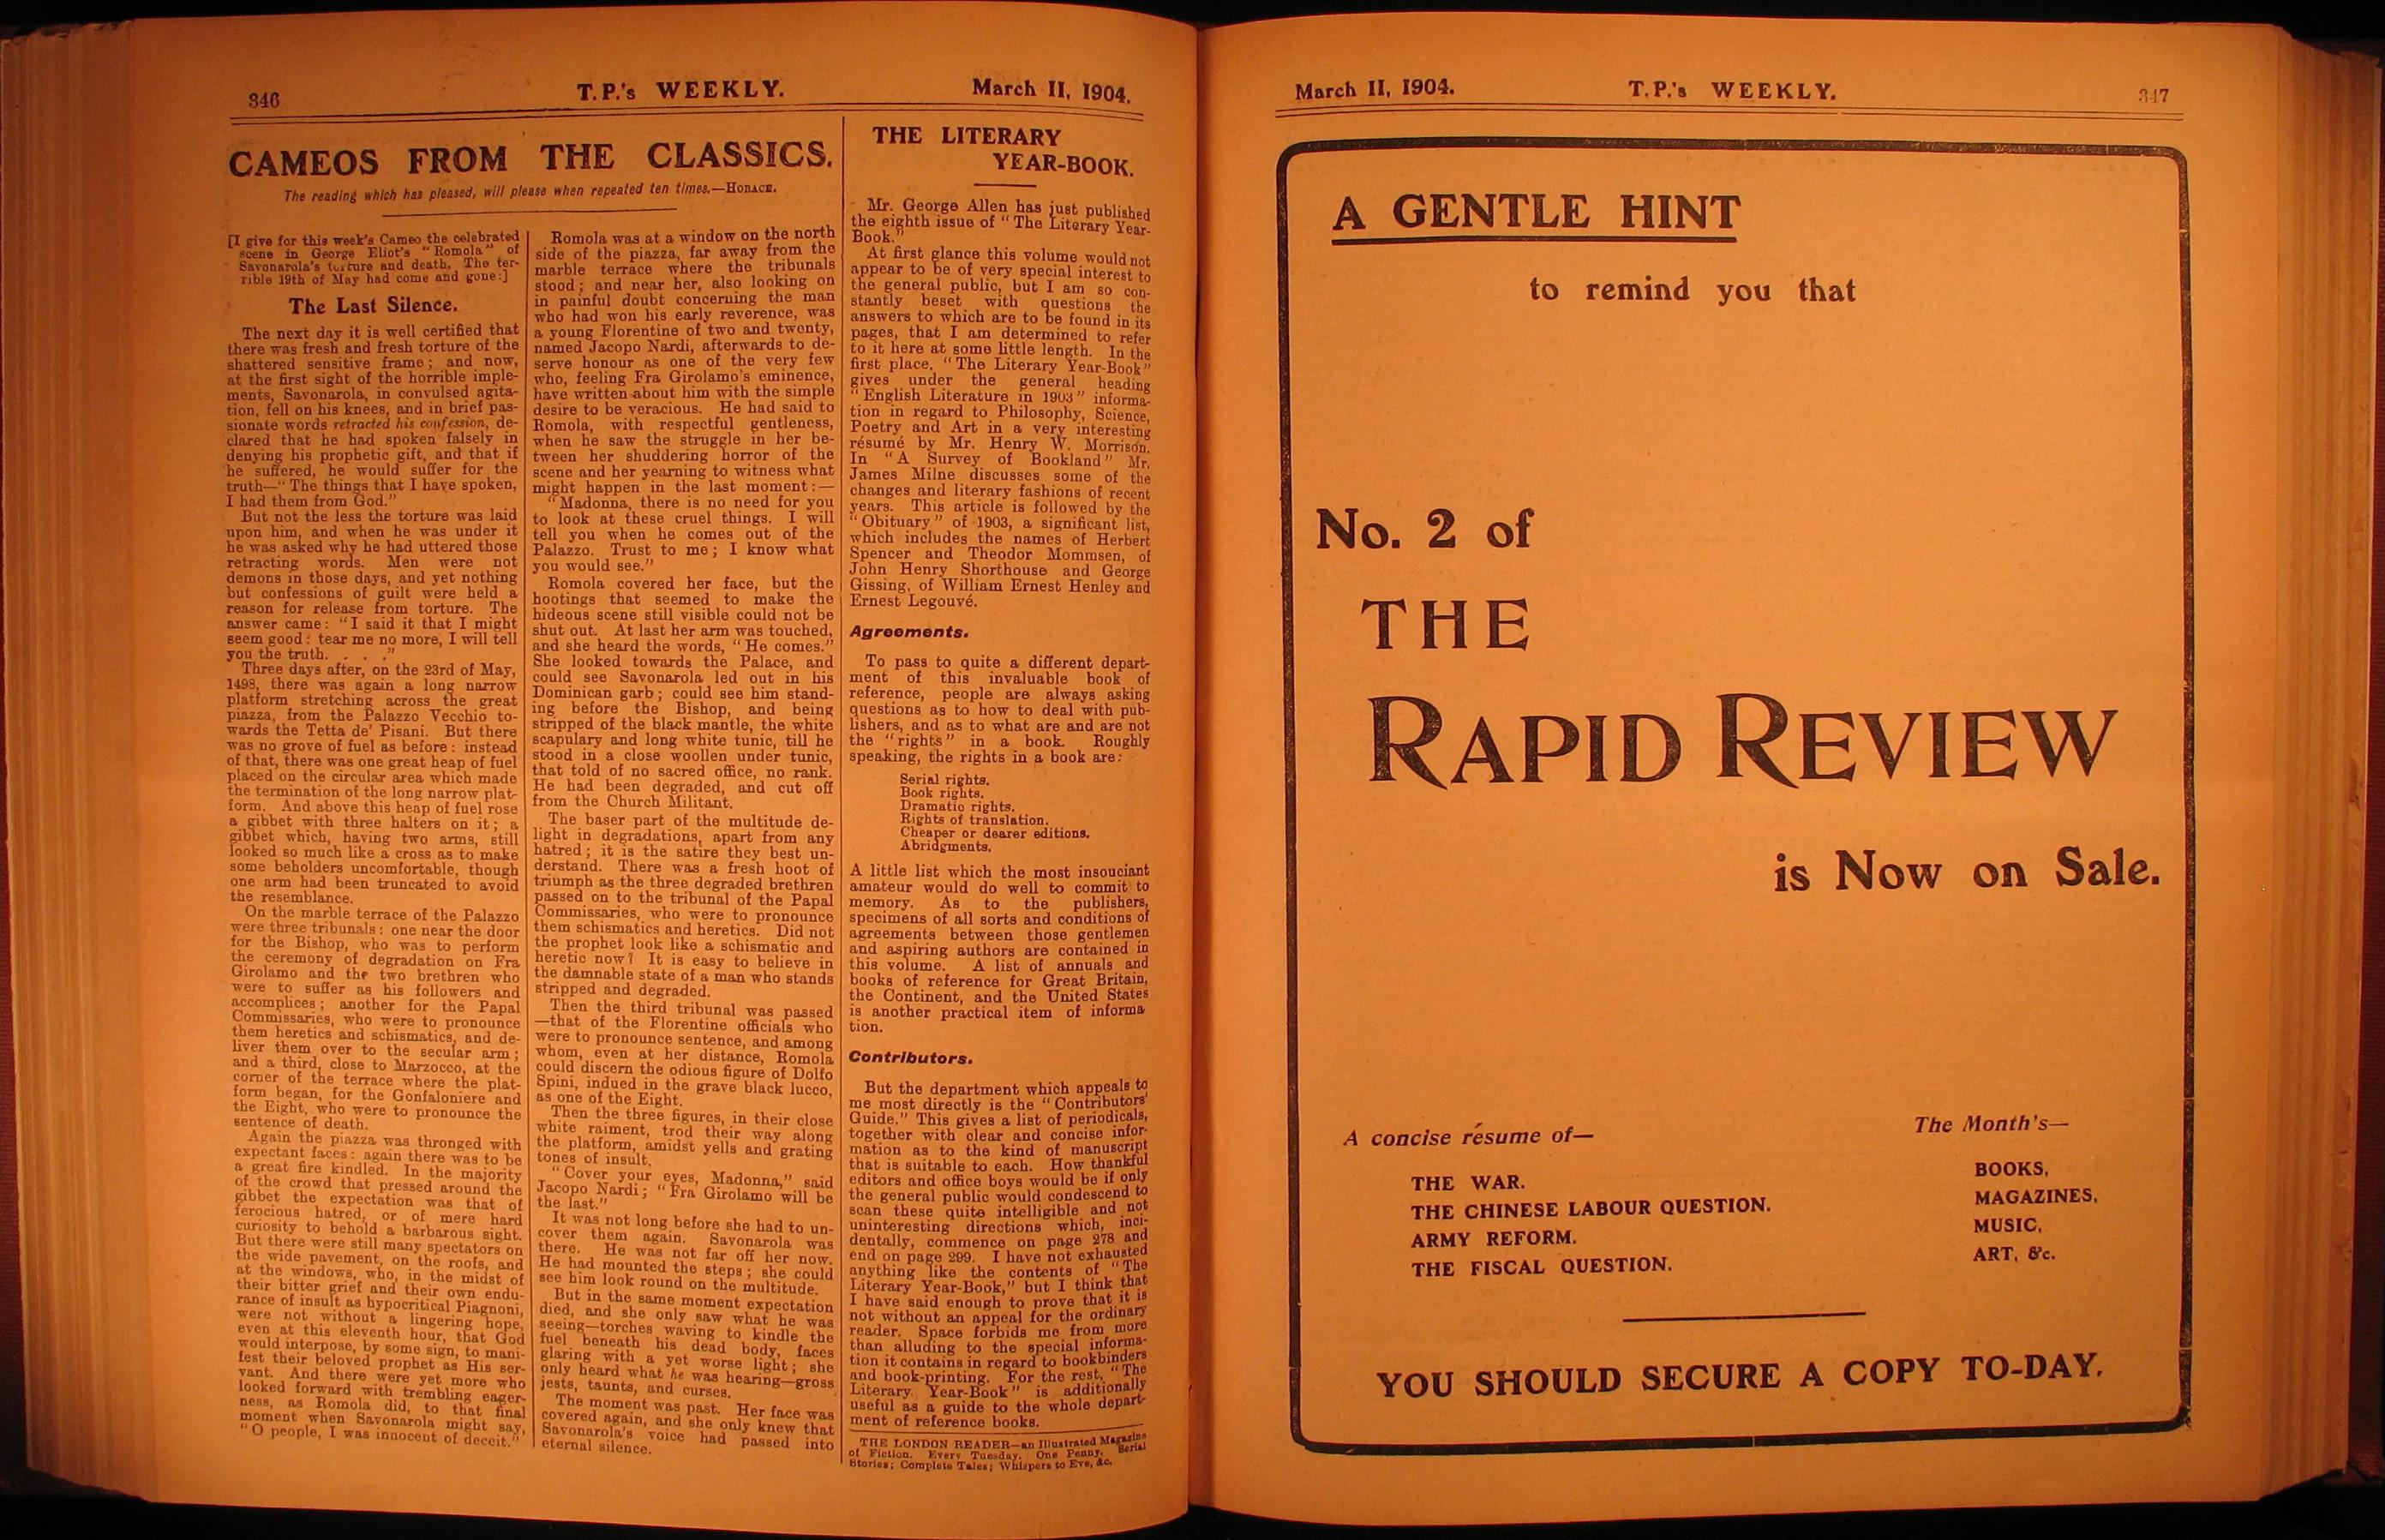 346
T.P.'s WEEKLY.
March 11, 1904.
CAMEOS FROM THE CLASSICS.
The reading which has pleased, will please when repeated ten times.—HORACE.
[I give for this week's Cameo the celebrated
scene in George Eliot's "Romola" of
Savonarola's torture and death. The ter-
rible 19th of May had come and gone:]
The Last Silence.
The next day it is well certified that
there was fresh and fresh torture of the
shattered sensitive frame; and now,
at the first sight of the horrible imple-
ments, Savonarola, in convulsed agita-
tion, fell on his knees, and in brief pas-
sionate words retracted his confession, de-
clared that he had spoken falsely in
denying his prophetic gift, and that if
he suffered, he would suffer for the
truth—"The things that I have spoken,
I had them from God."
But not the less the torture was laid
upon him, and when he was under it
he was asked why he had uttered those
retracting words. Men were not
demons in those days, and yet nothing
but confessions of guilt were held a
reason for release from torture. The
answer came: "I said it that I might
seem good: tear me no more, I will tell
you the truth. . . ."
Three days after, on the 23rd of May,
1498, there was again a long narrow
platform stretching across the great
piazza, from the Palazzo Vecchio to-
wards the Tetta de' Pisani. But there
was no grove of fuel as before: instead
of that, there was one great heap of fuel
placed on the circular area which made
the termination of the long narrow plat-
form. And above this heap of fuel rose
a gibbet with three halters on it; a
gibbet which, having two arms, still
looked so much like a cross as to make
some beholders uncomfortable, though
one arm had been truncated to avoid
the resemblance.
On the marble terrace of the Palazzo
were three tribunals: one near the door
for the Bishop, who was to perform
the ceremony of degradation on Fra
Girolamo and the two brethren who
were to suffer as his followers and
accomplices; another for the Papal
Commissaries, who were to pronounce
them heretics and schismatics, and de-
liver them over to the secular arm;
and a third, close to Marzocco, at the
corner of the terrace where the plat-
form began, for the Gonfaloniere and
the Eight, who were to pronounce the
sentence of death.
Again the piazza was thronged with
expectant faces: again there was to be
a great fire kindled. In the majority
of the crowd that pressed around the
gibbet the expectation was that of
ferocious hatred, or of mere hard
curiosity to behold a barbarous sight.
But there were still many spectators on
the wide pavement, on the roofs, and
at the windows, who, in the midst of
their bitter grief and their own endu-
rance of insult as hypocritical Piagnoni,
were not without a lingering hope,
even at this eleventh hour, that God
would interpose, by some sign, to mani-
fest their beloved prophet as His ser-
vant. And there were yet more who
looked forward with trembling eager-
ness, as Romola did, to that final
moment when Savonarola might say,
"O people, I was innocent of deceit."
Romola was at a window on the north
side of the piazza, far away from the
marble terrace where the tribunals
stood; and near her, also looking on
in painful doubt concerning the man
who had won his early reverence, was
a young Florentine of two and twenty,
named Jacopo Nardi, afterwards to de-
serve honour as one of the very few
who, feeling Fra Girolamo's eminence,
have written about him with the simple
desire to be veracious. He had said to
Romola, with respectful gentleness,
when he saw the struggle in her be-
tween her shuddering horror of the
scene and her yearning to witness what
might happen in the last moment:—
"Madonna, there is no need for you
to look at these cruel things. I will
tell you when he comes out of the
Palazzo. Trust to me; I know what
you would see."
Romola covered her face, but the
hootings that seemed to make the
hideous scene still visible could not be
shut out. At last her arm was touched,
and she heard the words, "He comes."
She looked towards the Palace, and
could see Savonarola led out in his
Dominican garb; could see him stand-
ing before the Bishop, and being
stripped of the black mantle, the white
scapulary and long white tunic, till he
stood in a close woollen under tunic,
that told of no sacred office, no rank.
He had been degraded, and cut off
from the Church Militant.
The baser part of the multitude de-
light in degradations, apart from any
hatred; it is the satire they best un-
derstand. There was a fresh hoot of
triumph as the three degraded brethren
passed on to the tribunal of the Papal
Commissaries, who were to pronounce
them schismatics and heretics. Did not
the prophet look like a schismatic and
heretic now? It is easy to believe in
the damnable state of a man who stands
stripped and degraded.
Then the third tribunal was passed
—that of the Florentine officials who
were to pronounce sentence, and among
whom, even at her distance, Romola
could discern the odious figure of Dolfo
Spini, indued in the grave black lucco,
as one of the Eight.
Then the three figures, in their close
white raiment, trod their way along
the platform, amidst yells and grating
tones of insult.
"Cover your eyes, Madonna," said
Jacopo Nardi; "Fra Girolamo will be
the last."
It was not long before she had to un-
cover them again. Savonarola was
there. He was not far off her now.
He had mounted the steps; she could
see him look round on the multitude.
But in the same moment expectation
died, and she only saw what he was
seeing—torches waving to kindle the
fuel beneath his dead body, faces
glaring with a yet worse light; she
only heard what he was hearing—gross
jests, taunts, and curses.
The moment was past. Her face was
covered again, and she only knew that
Savonarola's voice had passed into
eternal silence.
THE LITERARY
YEAR-BOOK.
Mr. George Allen has just published
the eighth issue of "The Literary Year-
Book."
At first glance this volume would not
appear to be of very special interest to
the general public, but I am so con-
stantly beset with questions the
answers to which are to be found in its
pages, that I am determined to refer
to it here at some little length. In the
first place, "The Literary Year-Book"
gives under the general heading
"English Literature in 1903" informa-
tion in regard to Philosophy, Science,
Poetry and Art in a very interesting
résumé by Mr. Henry W. Morrison.
In "A Survey of Bookland" Mr.
James Milne discusses some of the
changes and literary fashions of recent
years. This article is followed by the
"Obituary" of 1903, a significant list,
which includes the names of Herbert
Spencer and Theodor Mommsen, of
John Henry Shorthouse and George
Gissing, of William Ernest Henley and
Ernest Legouvé.
Agreements.
To pass to quite a different depart-
ment of this invaluable book of
reference, people are always asking
questions as to how to deal with pub-
lishers, and as to what are and are not
the "rights" in a book. Roughly
speaking, the rights in a book are:
Serial rights.
Book rights.
Dramatic rights.
Rights of translation.
Cheaper or dearer editions.
Abridgments.
A little list which the most insouciant
amateur would do well to commit to
memory. As to the publishers,
specimens of all sorts and conditions of
agreements between those gentlemen
and aspiring authors are contained in
this volume. A list of annuals and
books of reference for Great Britain,
the Continent, and the United States
is another practical item of informa
tion.
Contributors.
But the department which appeals to
me most directly is the "Contributors'
Guide." This gives a list of periodicals,
together with clear and concise infor-
mation as to the kind of manuscript
that is suitable to each. How thankful
editors and office boys would be if only
the general public would condescend to
scan these quite intelligible and not
uninteresting directions which, inci-
dentally, commence on page 278 and
end on page 299. I have not exhausted
anything like the contents of "The
Literary Year-Book," but I think that
I have said enough to prove that it is
not without an appeal for the ordinary
reader. Space forbids me from more
than alluding to the special informa-
tion it contains in regard to bookbinders
and book-printing. For the rest, "The
Literary Year-Book" is additionally
useful as a guide to the whole depart-
ment of reference books.
THE LONDON READER—an Illustrated Magazine
of Fiction. Every Tuesday. One Penny. Serial
Stories; Complete Tales; Whispers to Eve, &c.
March 11, 1904.
T.P.'s WEEKLY.
347
A GENTLE HINT
to remind you that
No. 2 of
THE
RAPID REVIEW
is Now on Sale.
A concise résume of—
THE WAR.
THE CHINESE LABOUR QUESTION.
ARMY REFORM.
THE FISCAL QUESTION.
The Month's—
BOOKS,
MAGAZINES,
MUSIC,
ART, &c.
YOU SHOULD SECURE A COPY TO-DAY.